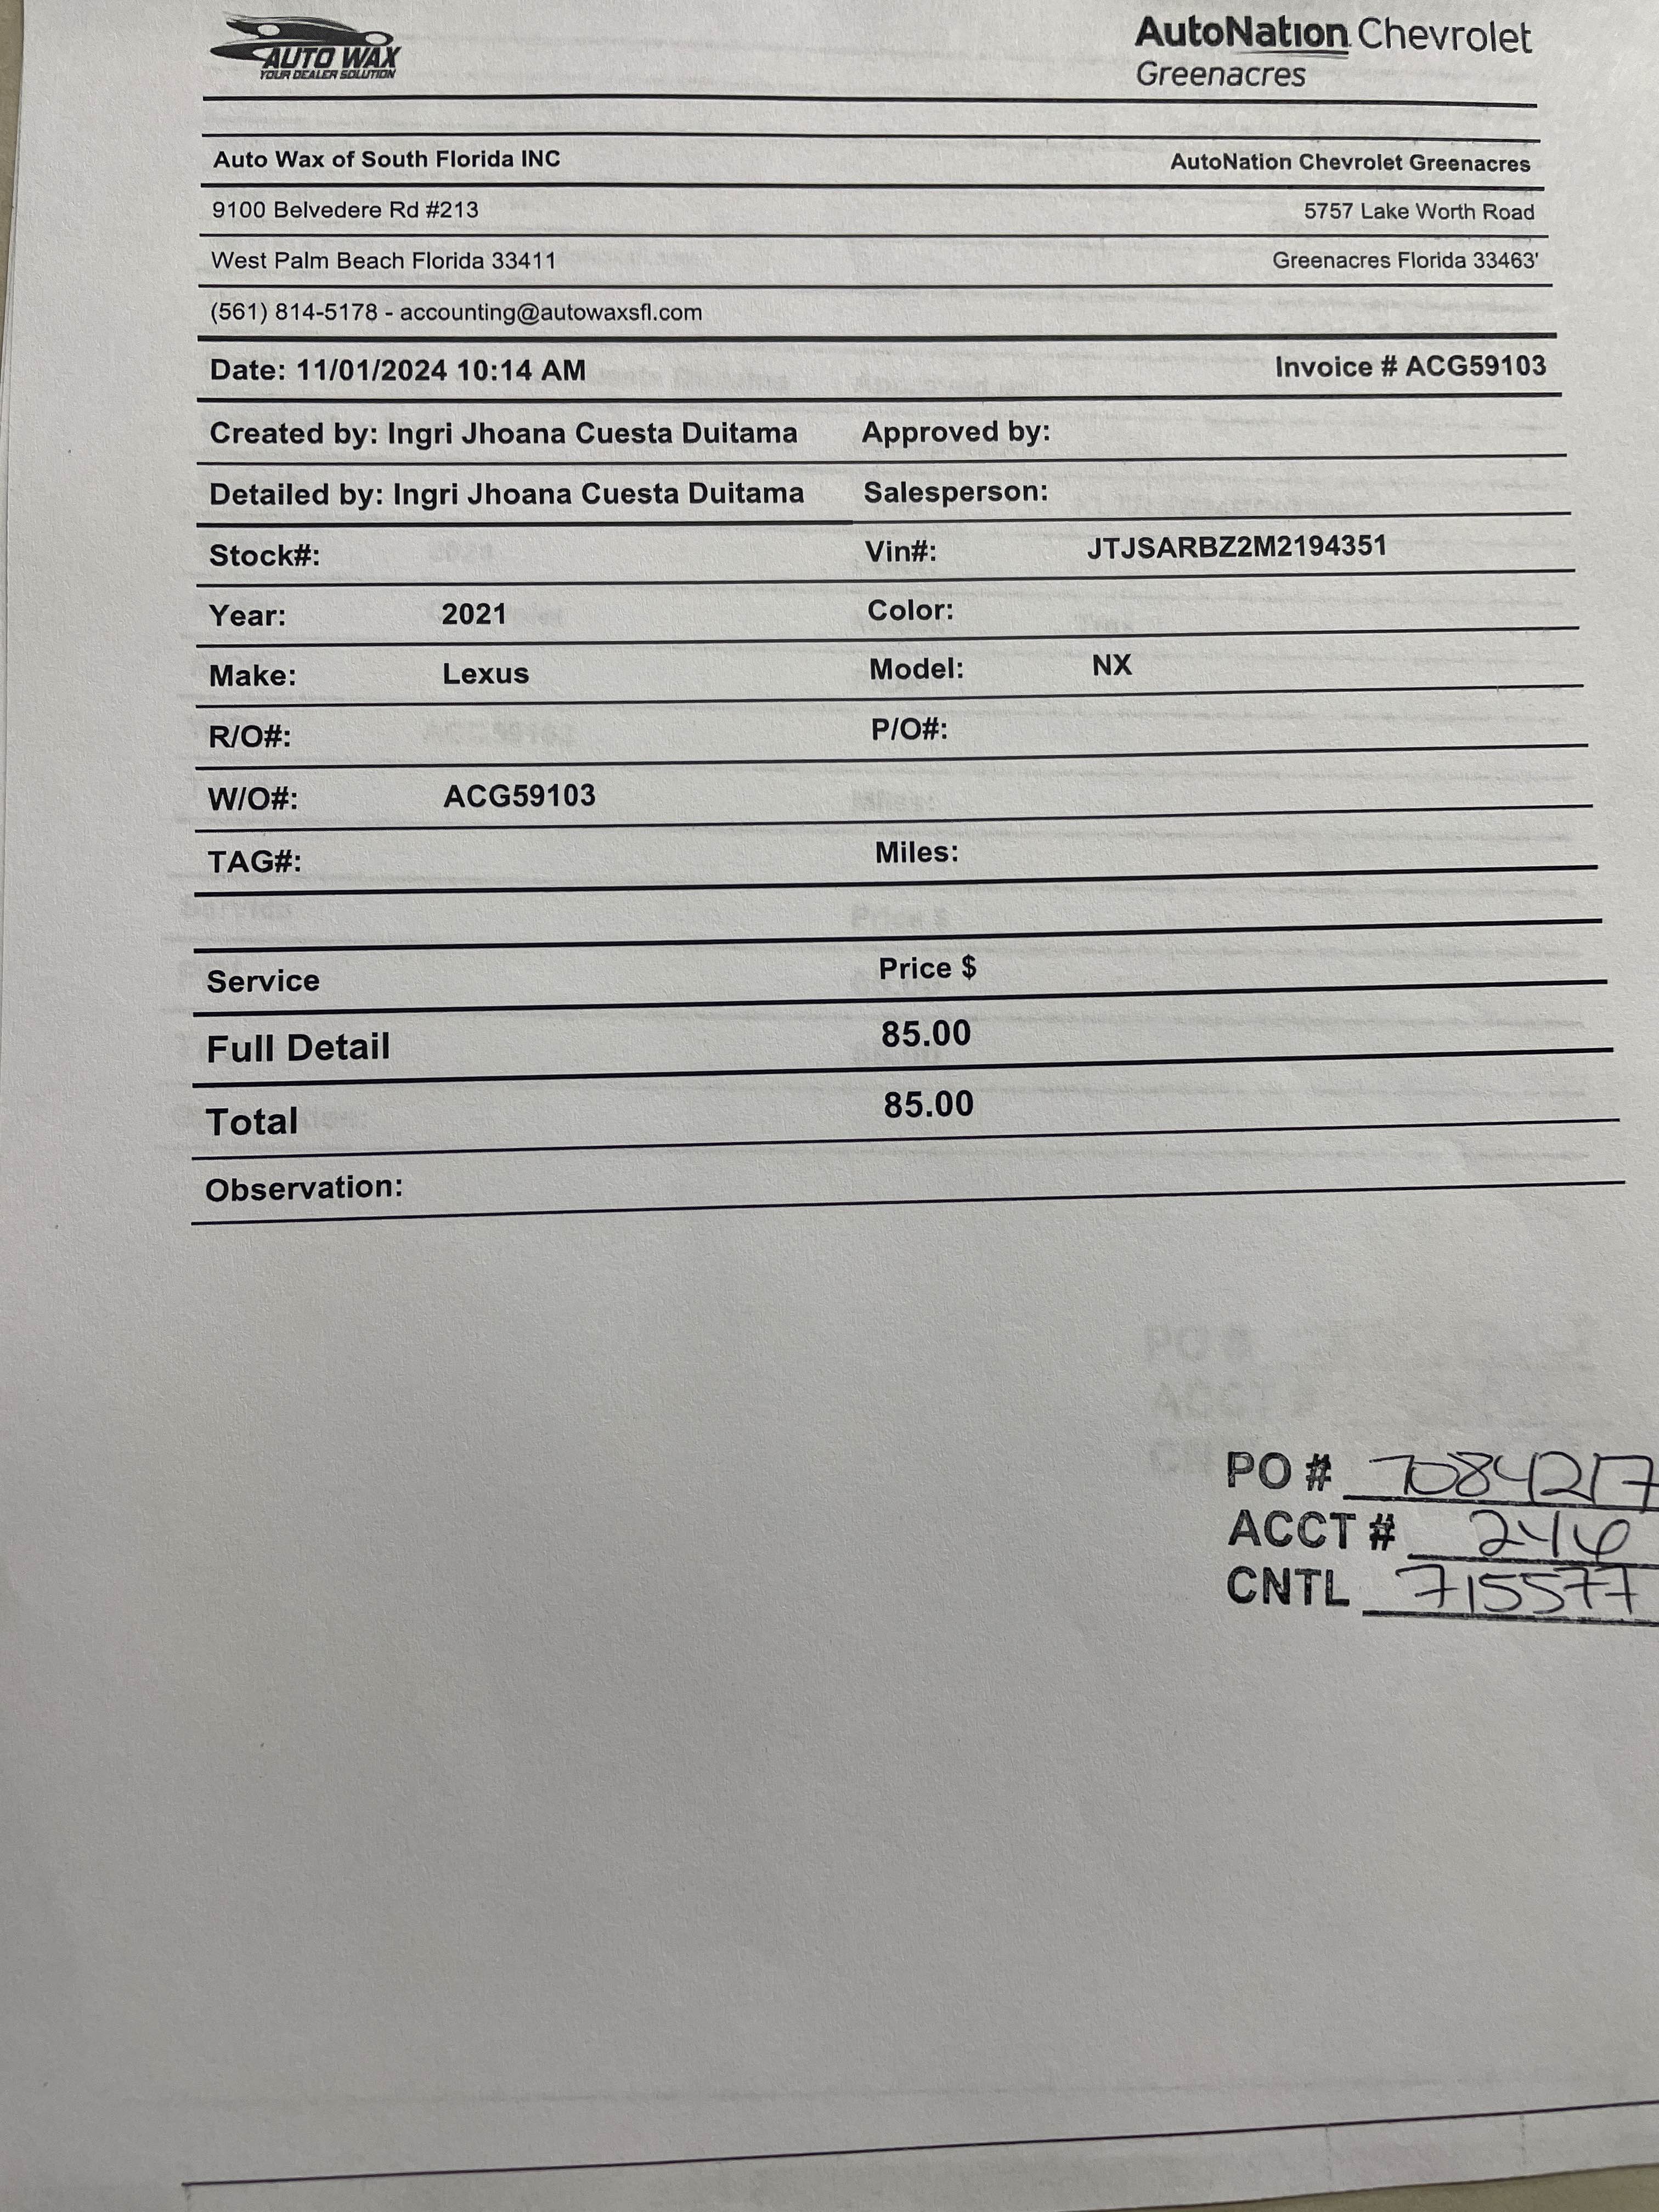 AUTO WAX
YOUR DEALER SOLUTION
AutoNation Chevrolet
Greenacres
Auto Wax of South Florida INC AutoNation Chevrolet Greenacres
9100 Belvedere Rd #213 5757 Lake Worth Road
West Palm Beach Florida 33411 Greenacres Florida 33463'
(561) 814-5178 - accounting@autowaxsfl.com
Date: 11/01/2024 10:14 AM Invoice # ACG59103
Created by: Ingri Jhoana Cuesta Duitama Approved by:
Detailed by: Ingri Jhoana Cuesta Duitama Salesperson:
Stock#: Vin#: JTJSARBZ2M2194351
Year: 2021 Color:
Make: Lexus Model: NX
R/O#: P/O#:
W/O#: ACG59103
TAG#: Miles:
Service Price $
Full Detail 85.00
Total 85.00
Observation:
PO # 7084217
ACCT # 246
CNTL 715577